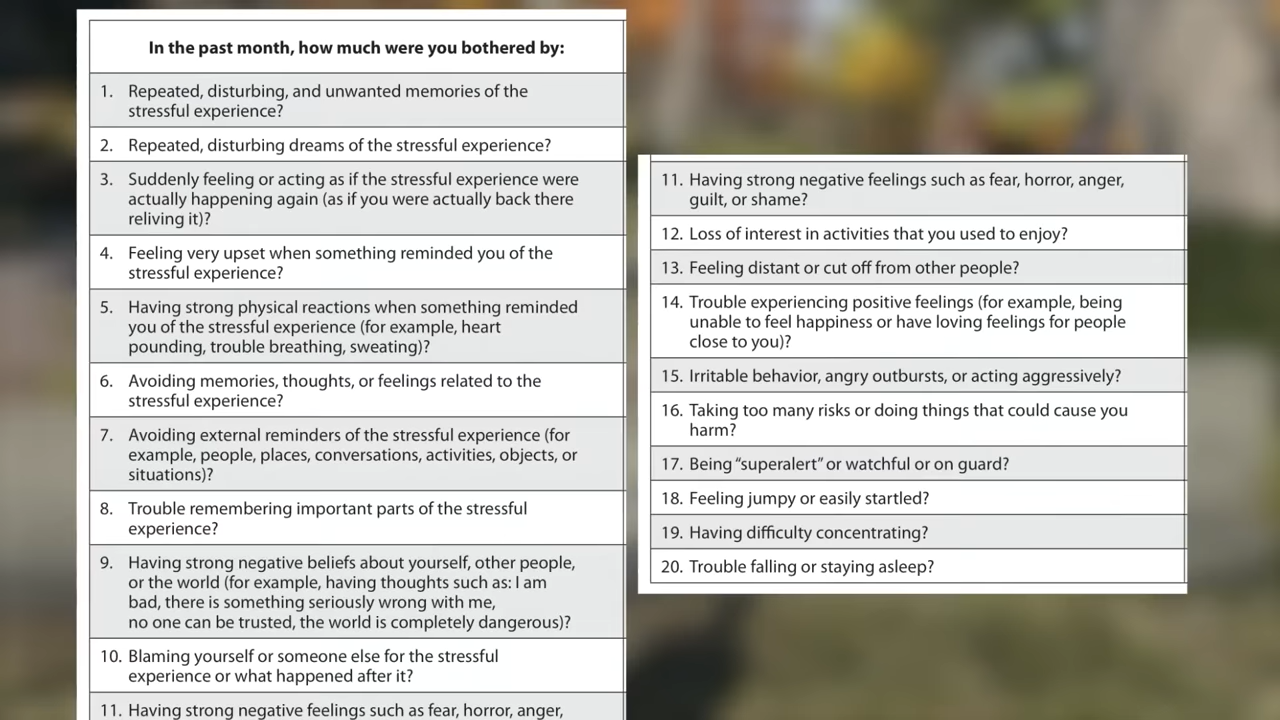 In the past month, how much were you bothered by:
1. Repeated, disturbing, and unwanted memories of the
stressful experience?
2. Repeated, disturbing dreams of the stressful experience?
3. Suddenly feeling or acting as if the stressful experience were
actually happening again (as if you were actually back there
reliving it)?
4. Feeling very upset when something reminded you of the
stressful experience?
5. Having strong physical reactions when something reminded
you of the stressful experience (for example, heart
pounding, trouble breathing, sweating)?
6. Avoiding memories, thoughts, or feelings related to the
stressful experience?
7. Avoiding external reminders of the stressful experience (for
example, people, places, conversations, activities, objects, or
situations)?
8. Trouble remembering important parts of the stressful
experience?
9. Having strong negative beliefs about yourself, other people,
or the world (for example, having thoughts such as: I am
bad, there is something seriously wrong with me,
no one can be trusted, the world is completely dangerous)?
10. Blaming yourself or someone else for the stressful
experience or what happened after it?
11. Having strong negative feelings such as fear, horror, anger,
11. Having strong negative feelings such as fear, horror, anger,
guilt, or shame?
12. Loss of interest in activities that you used to enjoy?
13. Feeling distant or cut off from other people?
14. Trouble experiencing positive feelings (for example, being
unable to feel happiness or have loving feelings for people
close to you)?
15. Irritable behavior, angry outbursts, or acting aggressively?
16. Taking too many risks or doing things that could cause you
harm?
17. Being “superalert” or watchful or on guard?
18. Feeling jumpy or easily startled?
19. Having difficulty concentrating?
20. Trouble falling or staying asleep?